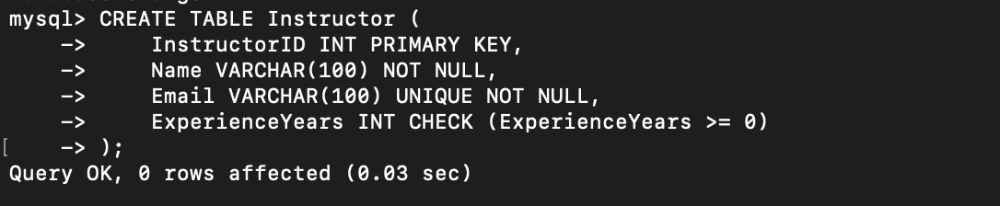 mysql> CREATE TABLE Instructor (
    ->     InstructorID INT PRIMARY KEY,
    ->     Name VARCHAR(100) NOT NULL,
    ->     Email VARCHAR(100) UNIQUE NOT NULL,
    ->     ExperienceYears INT CHECK (ExperienceYears >= 0)
[    -> );
Query OK, 0 rows affected (0.03 sec)